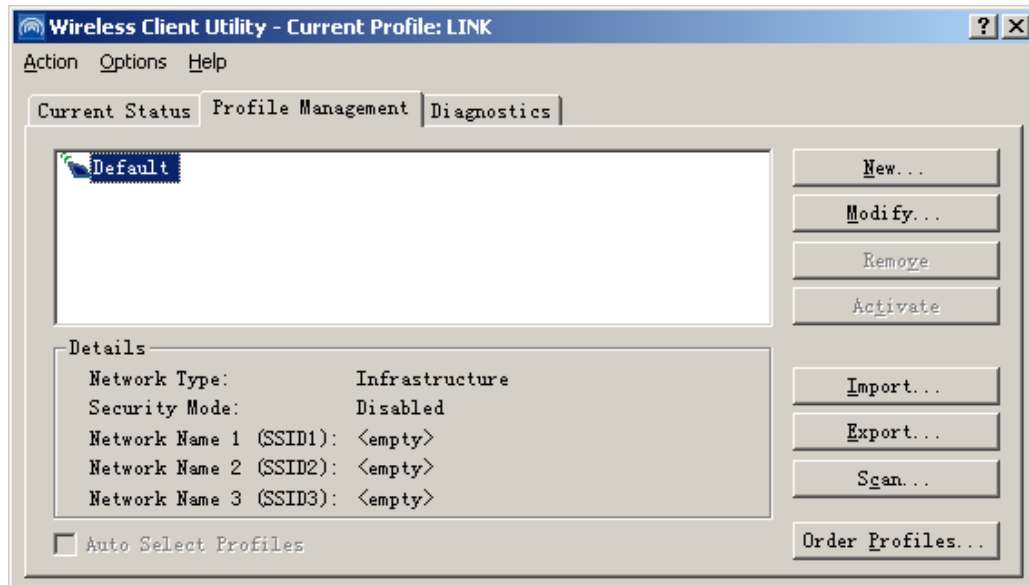 Wireless Client Utility - Current Profile: LINK
Action Options Help
Current Status Profile Management Diagnostics
Default
New...
Modify...
Remove
Activate
Details
Network Type: Infrastructure
Security Mode: Disabled
Network Name 1 (SSID1): <empty>
Network Name 2 (SSID2): <empty>
Network Name 3 (SSID3): <empty>
Import...
Export...
Scan...
Auto Select Profiles
Order Profiles...